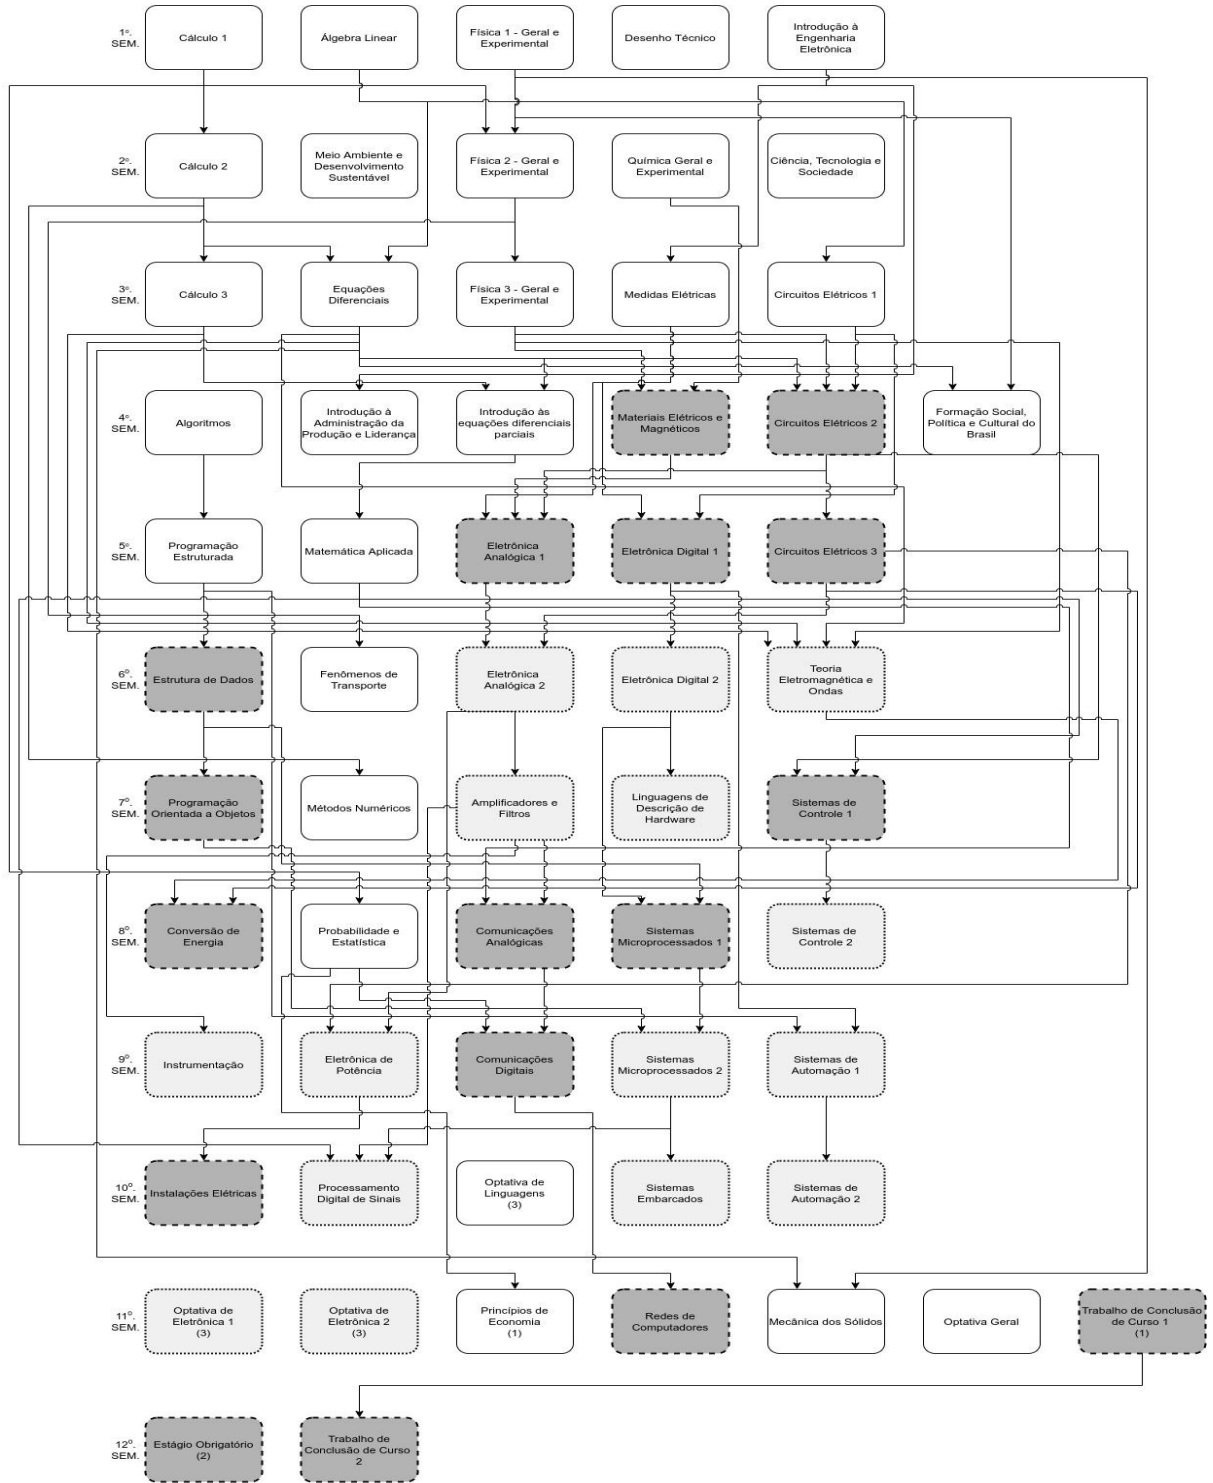 1º.
SEM.
Cálculo 1
Álgebra Linear
Física 1 - Geral e
Experimental
Desenho Técnico
Introdução à
Engenharia
Eletrônica
2º.
SEM.
Cálculo 2
Meio Ambiente e
Desenvolvimento
Sustentável
Física 2 - Geral e
Experimental
Química Geral e
Experimental
Ciência, Tecnologia e
Sociedade
3º.
SEM.
Cálculo 3
Equações
Diferenciais
Física 3 - Geral e
Experimental
Medidas Elétricas
Circuitos Elétricos 1
4º.
SEM.
Algoritmos
Introdução à
Administração da
Produção e Liderança
Introdução às
equações diferenciais
parciais
Materiais Elétricos e
Magnéticos
Circuitos Elétricos 2
Formação Social,
Política e Cultural do
Brasil
5º.
SEM.
Programação
Estruturada
Matemática Aplicada
Eletrônica
Analógica 1
Eletrônica Digital 1
Circuitos Elétricos 3
6º.
SEM.
Estrutura de Dados
Fenômenos de
Transporte
Eletrônica
Analógica 2
Eletrônica Digital 2
Teoria
Eletromagnética e
Ondas
7º.
SEM.
Programação
Orientada a Objetos
Métodos Numéricos
Amplificadores e
Filtros
Linguagens de
Descrição de
Hardware
Sistemas de
Controle 1
8º.
SEM.
Conversão de
Energia
Probabilidade e
Estatística
Comunicações
Analógicas
Sistemas
Microprocessados 1
Sistemas de
Controle 2
9º.
SEM.
Instrumentação
Eletrônica de
Potência
Comunicações
Digitais
Sistemas
Microprocessados 2
Sistemas de
Automação 1
10º.
SEM.
Instalações Elétricas
Processamento
Digital de Sinais
Optativa de
Linguagens
(3)
Sistemas
Embarcados
Sistemas de
Automação 2
11º.
SEM.
Optativa de
Eletrônica 1
(3)
Optativa de
Eletrônica 2
(3)
Princípios de
Economia
(1)
Redes de
Computadores
Mecânica dos Sólidos
Optativa Geral
Trabalho de Conclusão
de Curso 1
(1)
12º.
SEM.
Estágio Obrigatório
(2)
Trabalho de
Conclusão de Curso
2